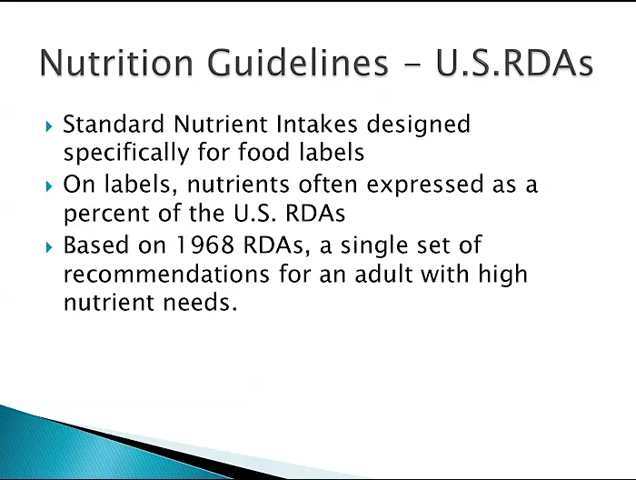 Nutrition Guidelines - U.S.RDAs
Standard Nutrient Intakes designed
specifically for food labels
On labels, nutrients often expressed as a
percent of the U.S. RDAs
Based on 1968 RDAs, a single set of
recommendations for an adult with high
nutrient needs.